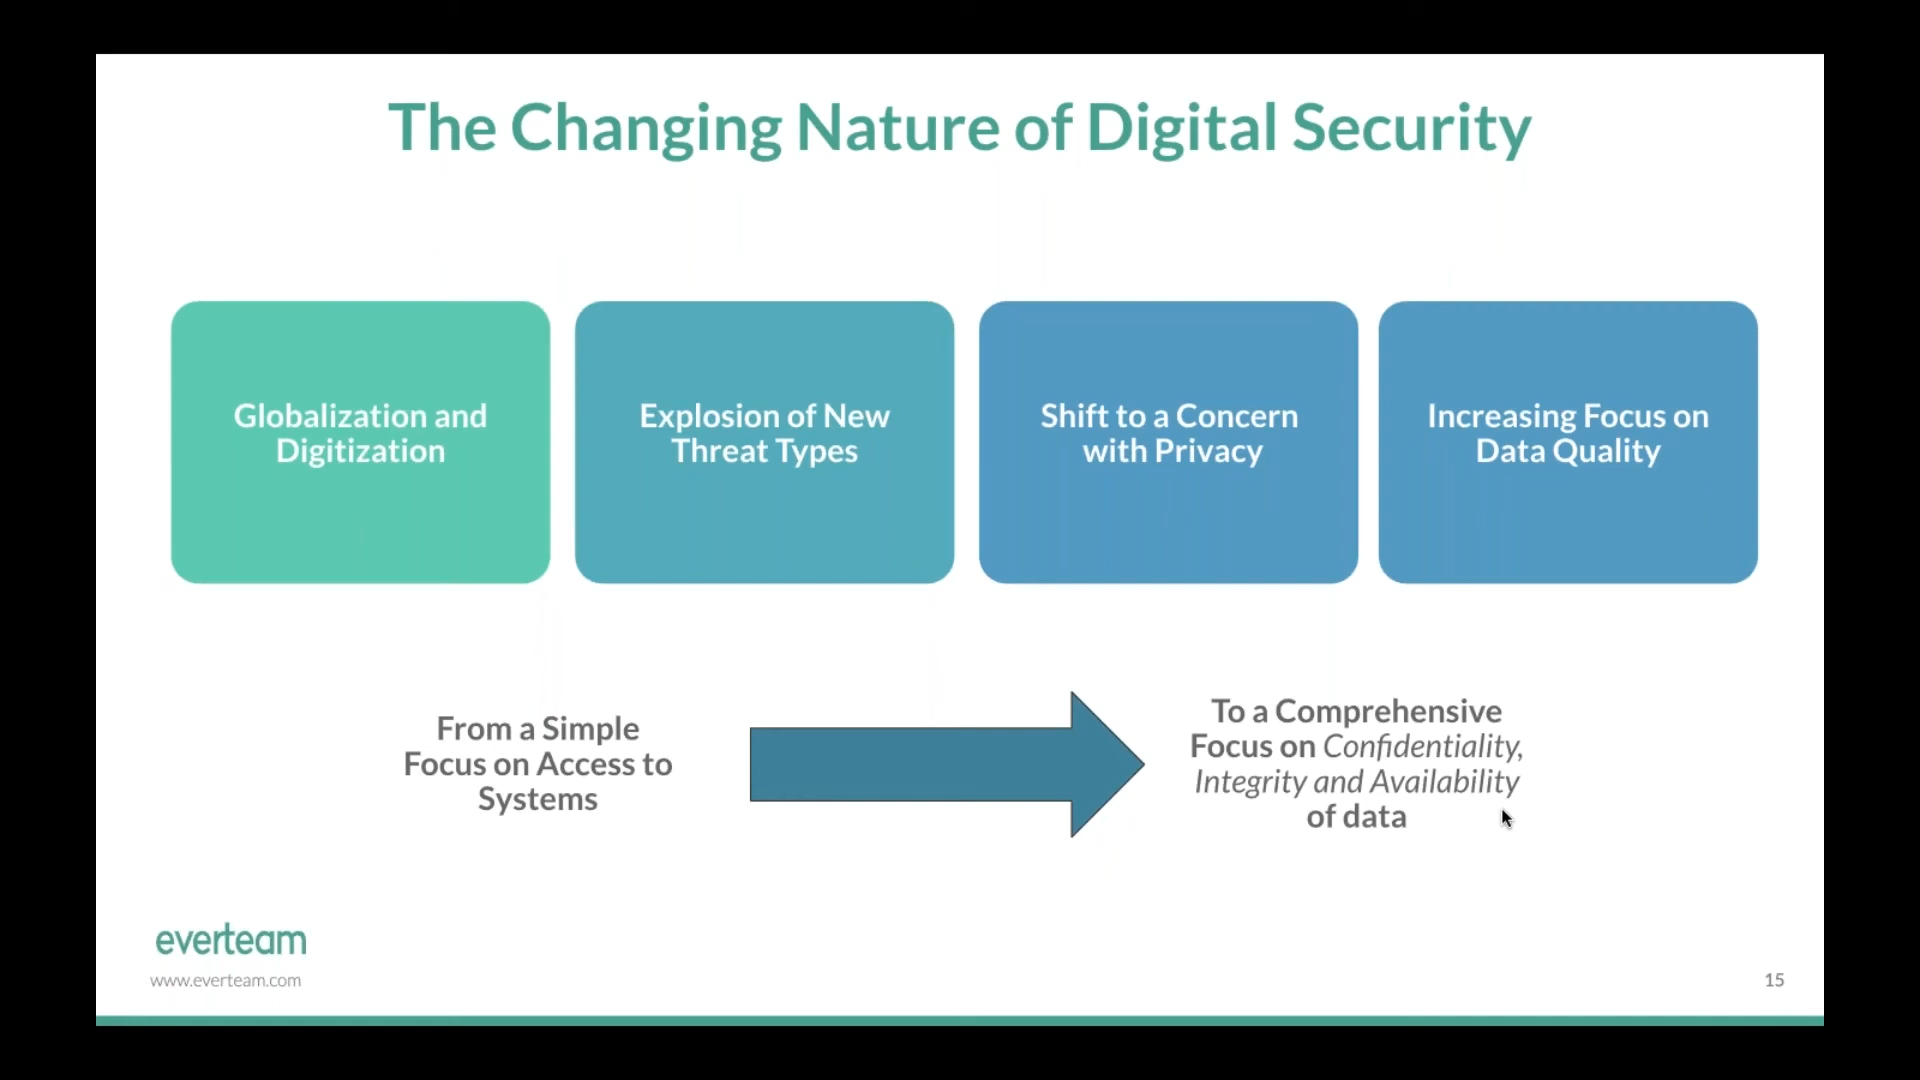 The Changing Nature of Digital Security
Globalization and
Digitization
Explosion of New
Threat Types
Shift to a Concern
with Privacy
Increasing Focus on
Data Quality
From a Simple
Focus on Access to
Systems
To a Comprehensive
Focus on Confidentiality,
Integrity and Availability
of data
everteam
www.everteam.com
15